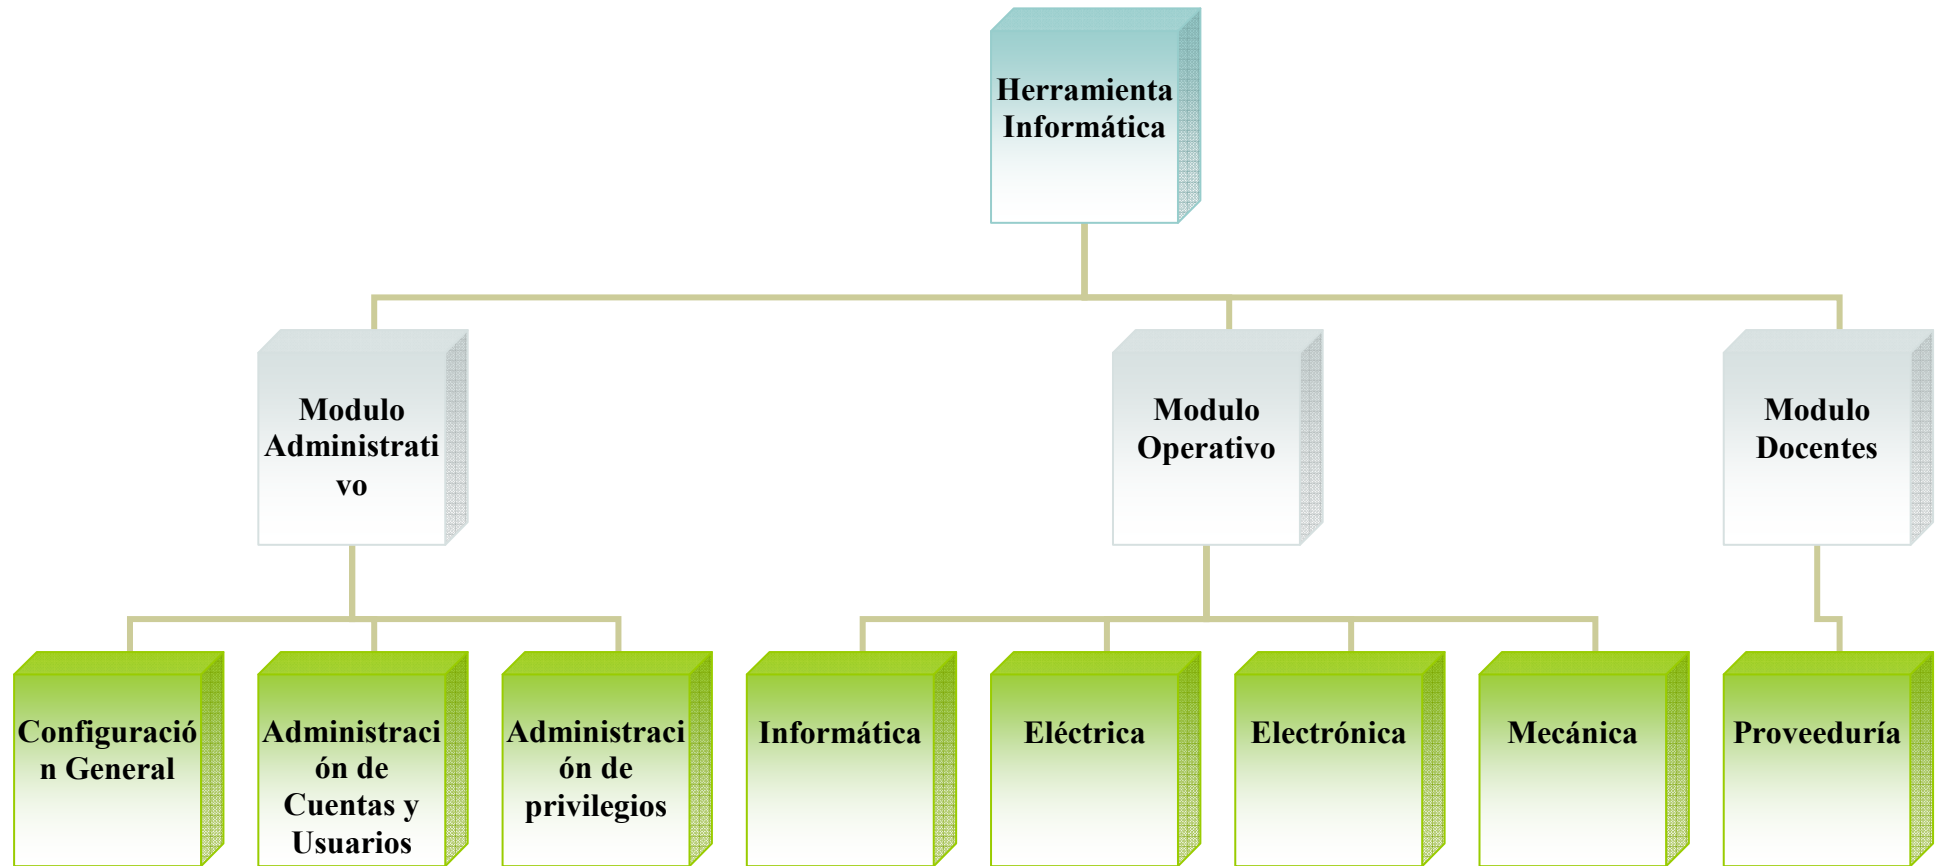 Herramienta
Informática
Modulo
Administrati
vo
Modulo
Operativo
Modulo
Docentes
Configuració
n General
Administraci
ón de
Cuentas y
Usuarios
Administraci
ón de
privilegios
Informática
Eléctrica
Electrónica
Mecánica
Proveeduría